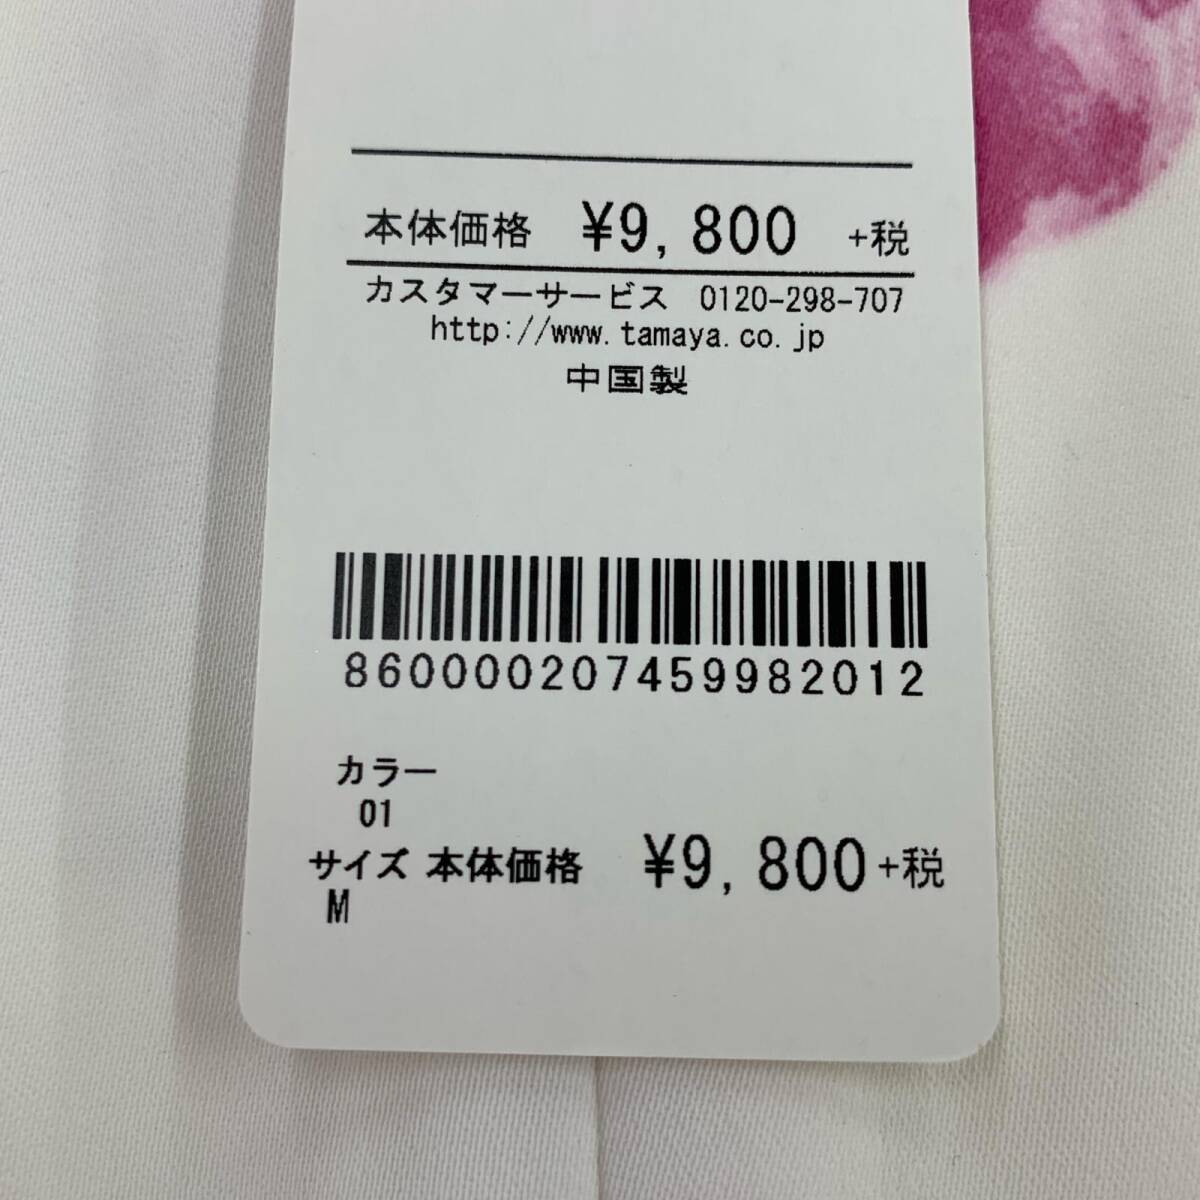 本体価格 ¥9,800 +税
カスタマーサービス 0120-298-707
http://www.tamaya.co.jp
中国製
860000207459982012
カラー
01
サイズ 本体価格 ¥9,800+税
M